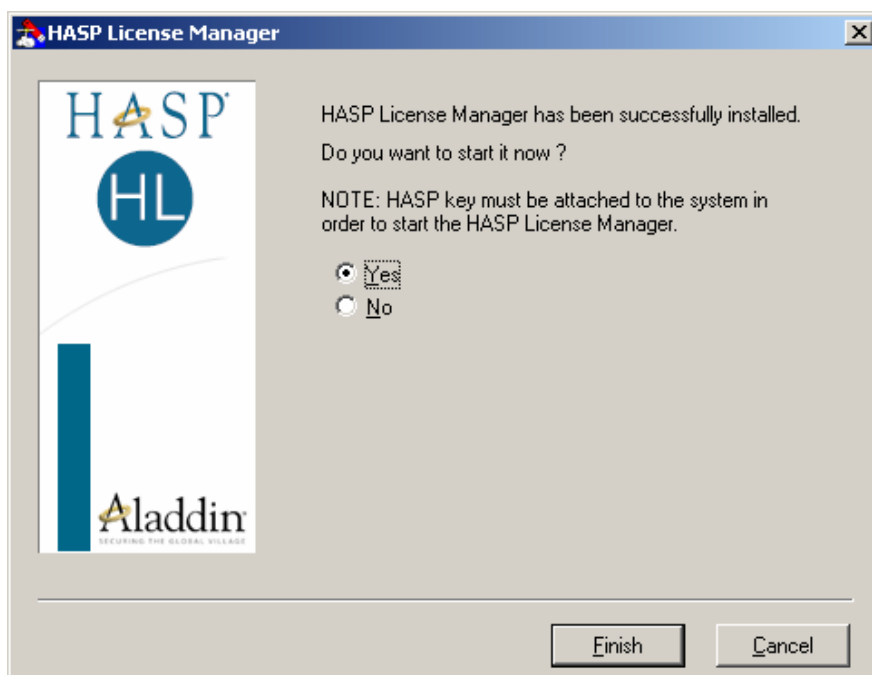 HASP License Manager
HASP
HL
HASP License Manager has been successfully installed.
Do you want to start it now ?
NOTE: HASP key must be attached to the system in
order to start the HASP License Manager.
Yes
No
Aladdin
SECURING THE GLOBAL VILLAGE
Finish
Cancel